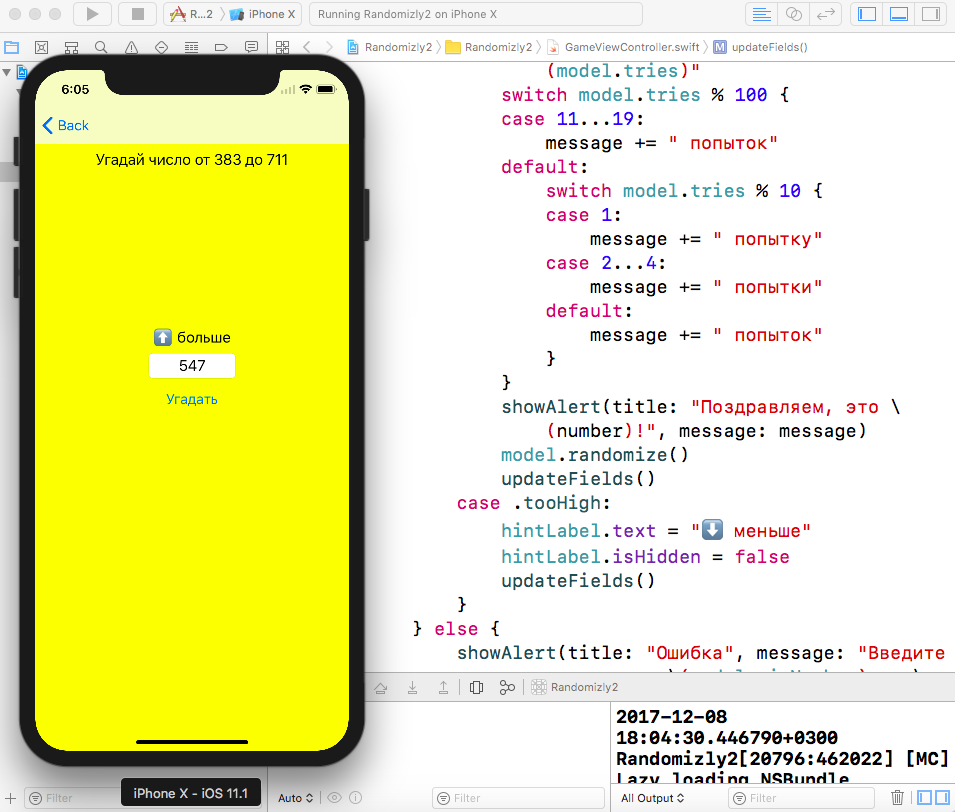 R...2 iPhone X Running Randomizly2 on iPhone X
Randomizly2 Randomizly2 GameViewController.swift M updateFields()
6:05
Back
Угадай число от 383 до 711
⬆️ больше
547
Угадать
(model.tries)"
switch model.tries % 100 {
case 11...19:
message += " попыток"
default:
switch model.tries % 10 {
case 1:
message += " попытку"
case 2...4:
message += " попытки"
default:
message += " попыток"
}
}
showAlert(title: "Поздравляем, это \
(number)!", message: message)
model.randomize()
updateFields()
case .tooHigh:
hintLabel.text = "⬇️ меньше"
hintLabel.isHidden = false
updateFields()
}
} else {
showAlert(title: "Ошибка", message: "Введите
Randomizly2
2017-12-08
18:04:30.446790+0300
Randomizly2[20796:462022] [MC]
Lazy loading NSBundle
Filter
iPhone X - iOS 11.1
Auto
Filter
All Output
Filter